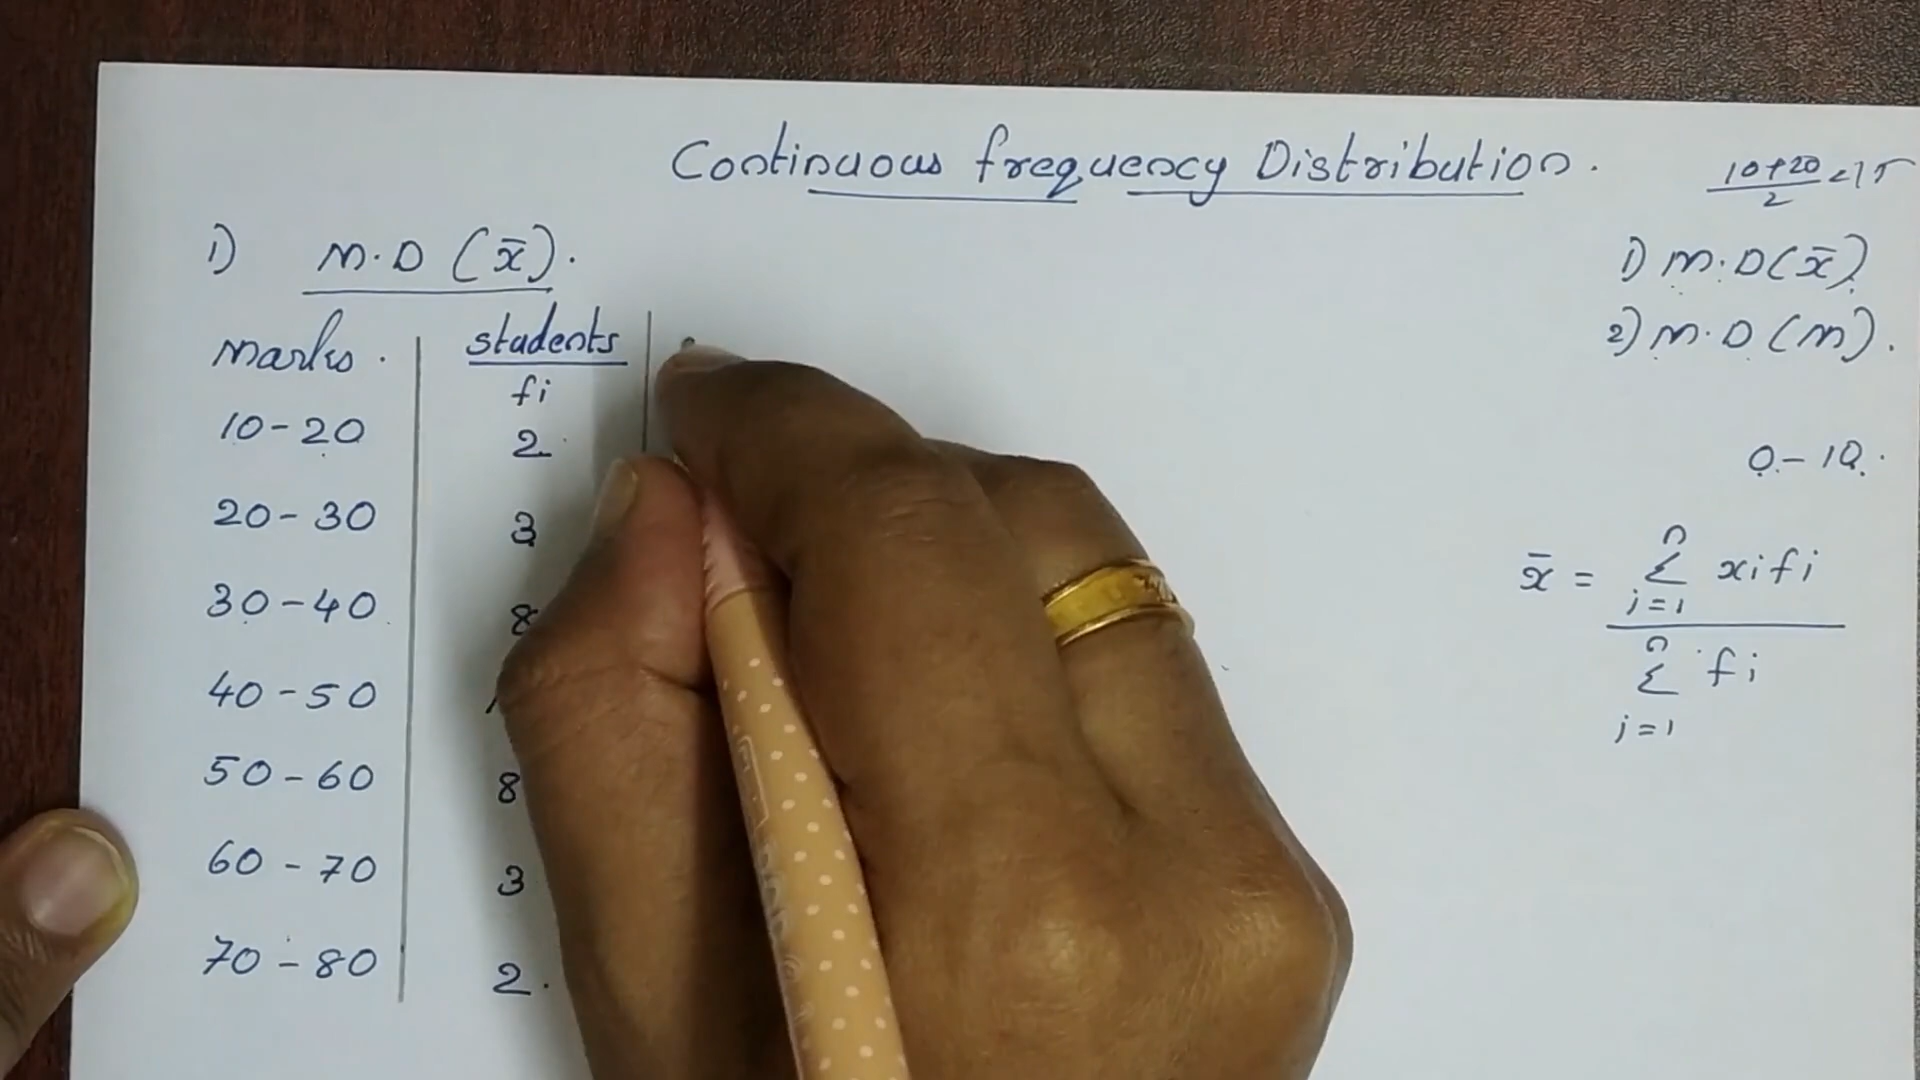 Continuous frequency Distribution.
10+20 = 15
2
1) M.D (x̄).
1) M.D (x̄)
2) M.D (M).
marks. students
fi
10-20 2.
20-30 3
30-40 8
40-50
50-60 8
60-70 3
70-80 2.
0-10.
n
x̄ = Σ xifi
i=1
n
Σ fi
i=1